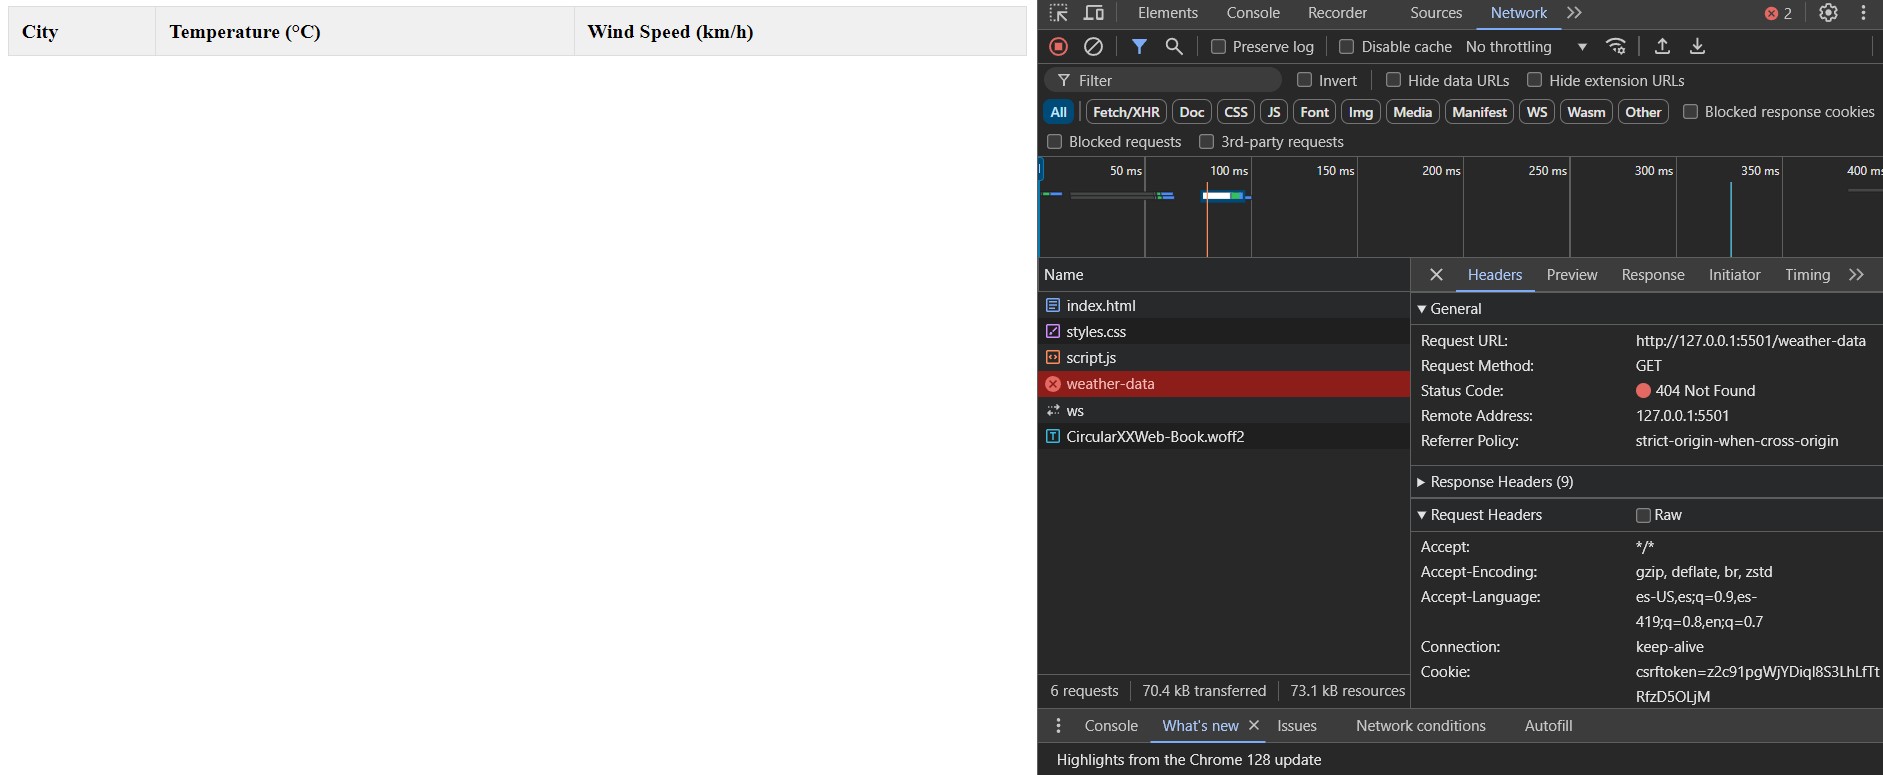 City Temperature (°C) Wind Speed (km/h)
Elements Console Recorder Sources Network 2
Preserve log Disable cache No throttling
Filter Invert Hide data URLs Hide extension URLs
All Fetch/XHR Doc CSS JS Font Img Media Manifest WS Wasm Other Blocked response cookies
Blocked requests 3rd-party requests
50 ms 100 ms 150 ms 200 ms 250 ms 300 ms 350 ms 400 ms
Name
index.html
styles.css
script.js
weather-data
ws
CircularXXWeb-Book.woff2
6 requests 70.4 kB transferred 73.1 kB resources
Headers Preview Response Initiator Timing
General
Request URL: http://127.0.0.1:5501/weather-data
Request Method: GET
Status Code: 404 Not Found
Remote Address: 127.0.0.1:5501
Referrer Policy: strict-origin-when-cross-origin
Response Headers (9)
Request Headers Raw
Accept: */*
Accept-Encoding: gzip, deflate, br, zstd
Accept-Language: es-US,es;q=0.9,es-
419;q=0.8,en;q=0.7
Connection: keep-alive
Cookie: csrftoken=z2c91pgWjYDiql8S3LhLfTt
RfzD5OLjM
Console What's new Issues Network conditions Autofill
Highlights from the Chrome 128 update